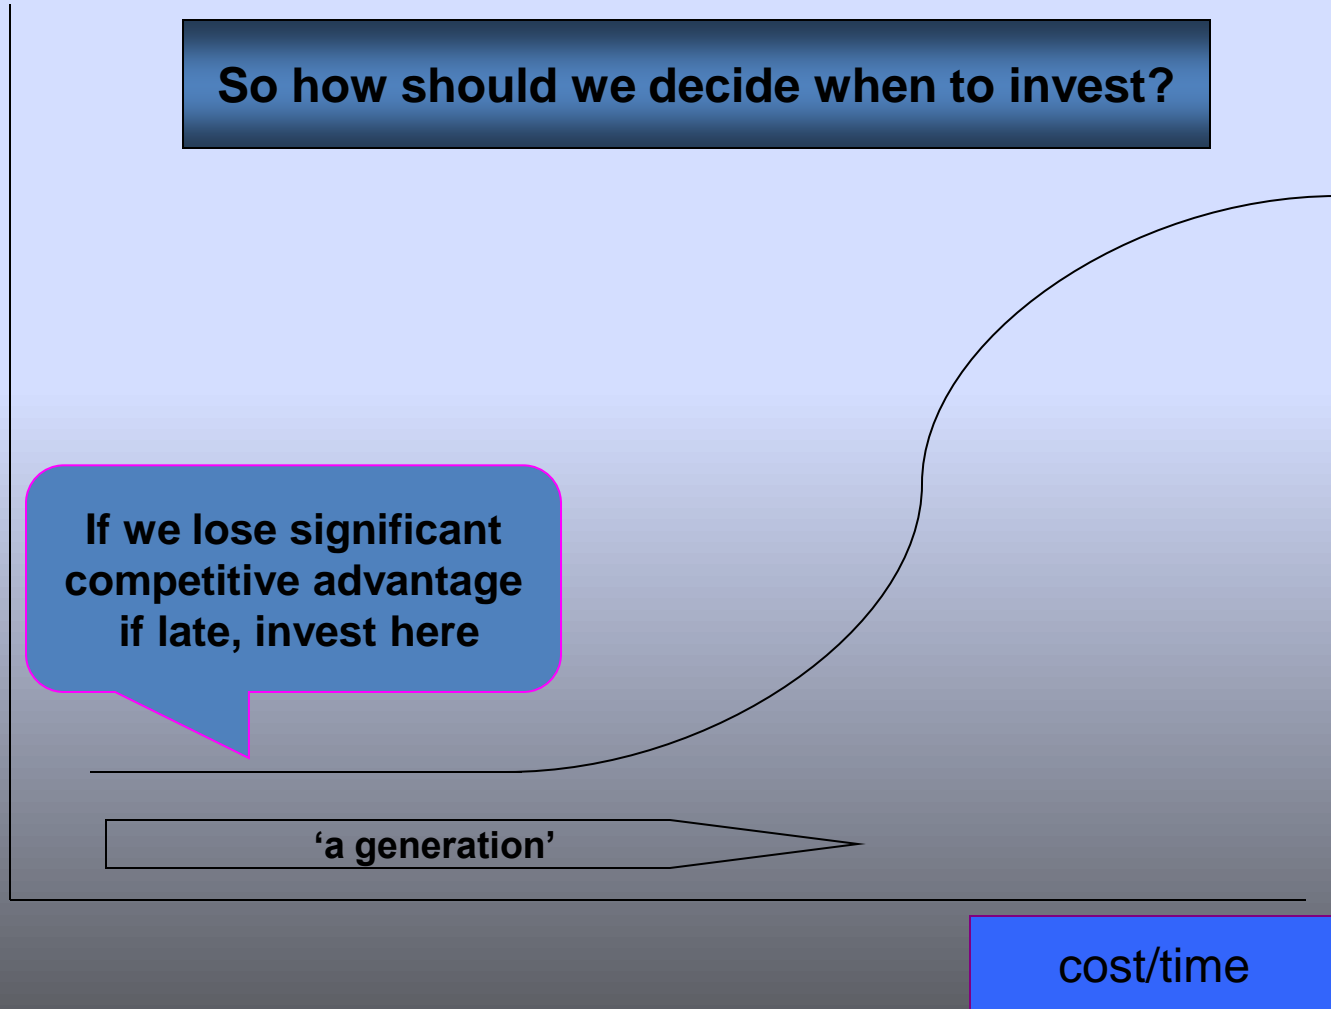 So how should we decide when to invest?
If we lose significant
competitive advantage
if late, invest here
‘a generation’
cost/time